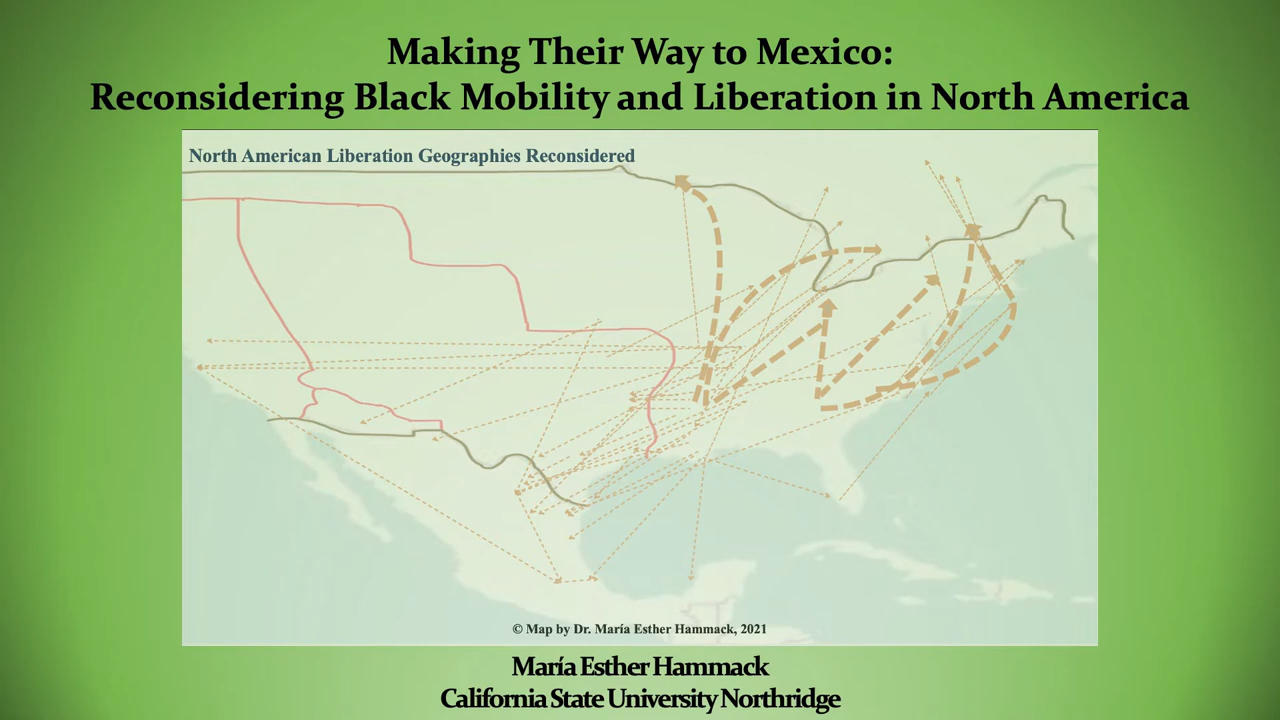 Making Their Way to Mexico:
Reconsidering Black Mobility and Liberation in North America
North American Liberation Geographies Reconsidered
© Map by Dr. María Esther Hammack, 2021
María Esther Hammack
California State University Northridge